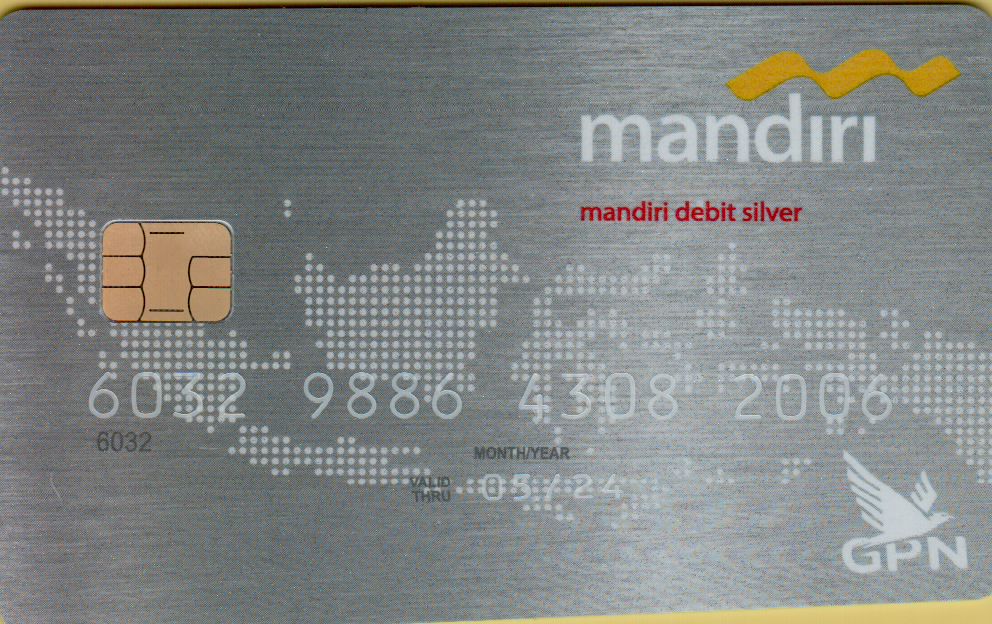 mandiri
mandiri debit silver
6032 9886 4308 2006
6032
MONTH/YEAR
VALID THRU 05/24
GPN